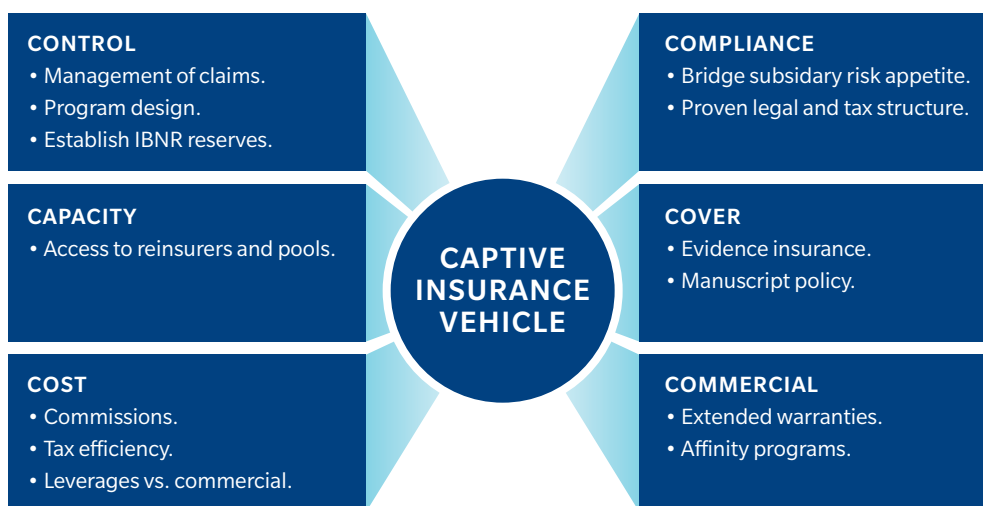 CONTROL
• Management of claims.
• Program design.
• Establish IBNR reserves.
CAPACITY
• Access to reinsurers and pools.
COST
• Commissions.
• Tax efficiency.
• Leverages vs. commercial.
CAPTIVE
INSURANCE
VEHICLE
COMPLIANCE
• Bridge subsidary risk appetite.
• Proven legal and tax structure.
COVER
• Evidence insurance.
• Manuscript policy.
COMMERCIAL
• Extended warranties.
• Affinity programs.